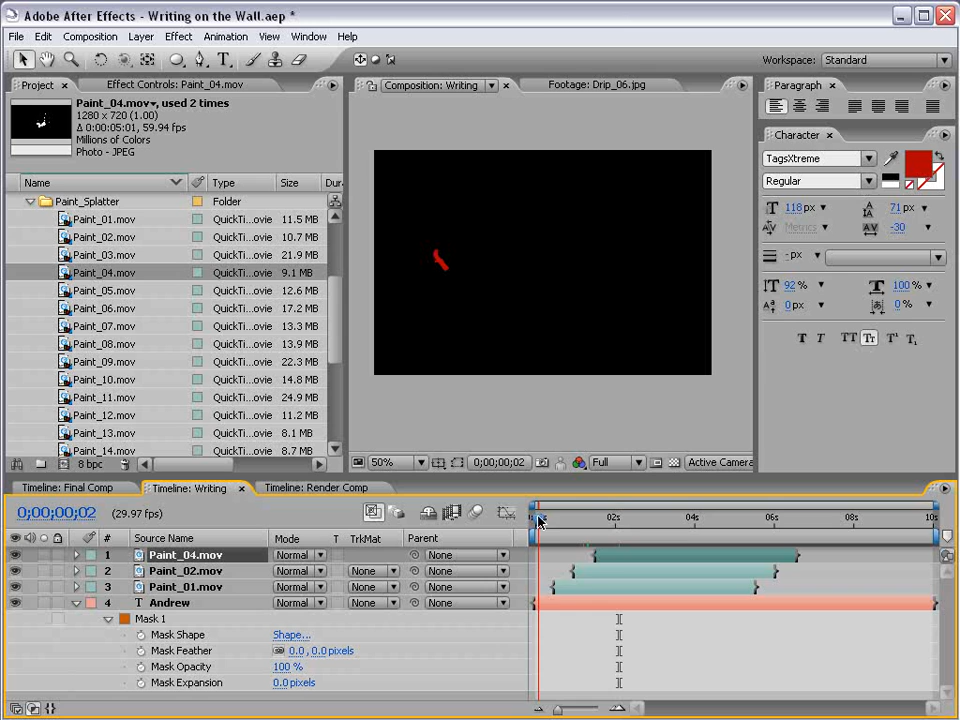 Adobe After Effects - Writing on the Wall.aep *
File Edit Composition Layer Effect Animation View Window Help
Workspace: Standard
Project Effect Controls: Paint_04.mov
Composition: Writing Footage: Drip_06.jpg
Paragraph
Paint_04.mov, used 2 times
1280 x 720 (1.00)
Δ 0:00:05:01, 59.94 fps
Millions of Colors
Photo - JPEG
Character
TagsXtreme
Regular
118 px 71 px
Metrics -30
- px
92 % 100 %
0 px 0 %
T T TT Tr T¹ T₁
Name Type Size Dur
Paint_Splatter Folder
Paint_01.mov QuickTi...ovie 11.5 MB
Paint_02.mov QuickTi...ovie 10.7 MB
Paint_03.mov QuickTi...ovie 21.9 MB
Paint_04.mov QuickTi...ovie 9.1 MB
Paint_05.mov QuickTi...ovie 12.6 MB
Paint_06.mov QuickTi...ovie 17.2 MB
Paint_07.mov QuickTi...ovie 13.3 MB
Paint_08.mov QuickTi...ovie 13.9 MB
Paint_09.mov QuickTi...ovie 22.3 MB
Paint_10.mov QuickTi...ovie 14.8 MB
Paint_11.mov QuickTi...ovie 24.9 MB
Paint_12.mov QuickTi...ovie 11.2 MB
Paint_13.mov QuickTi...ovie 8.1 MB
Paint_14.mov QuickTi...ovie 8.7 MB
8 bpc
50% 0;00;00;02 Full Active Camera
Timeline: Final Comp Timeline: Writing Timeline: Render Comp
0;00;00;02 (29.97 fps)
02s 04s 06s 08s 10s
# Source Name Mode T TrkMat Parent
1 Paint_04.mov Normal None
2 Paint_02.mov Normal None None
3 Paint_01.mov Normal None None
4 T Andrew Normal None None
Mask 1
Mask Shape Shape...
Mask Feather 0.0, 0.0 pixels
Mask Opacity 100 %
Mask Expansion 0.0 pixels